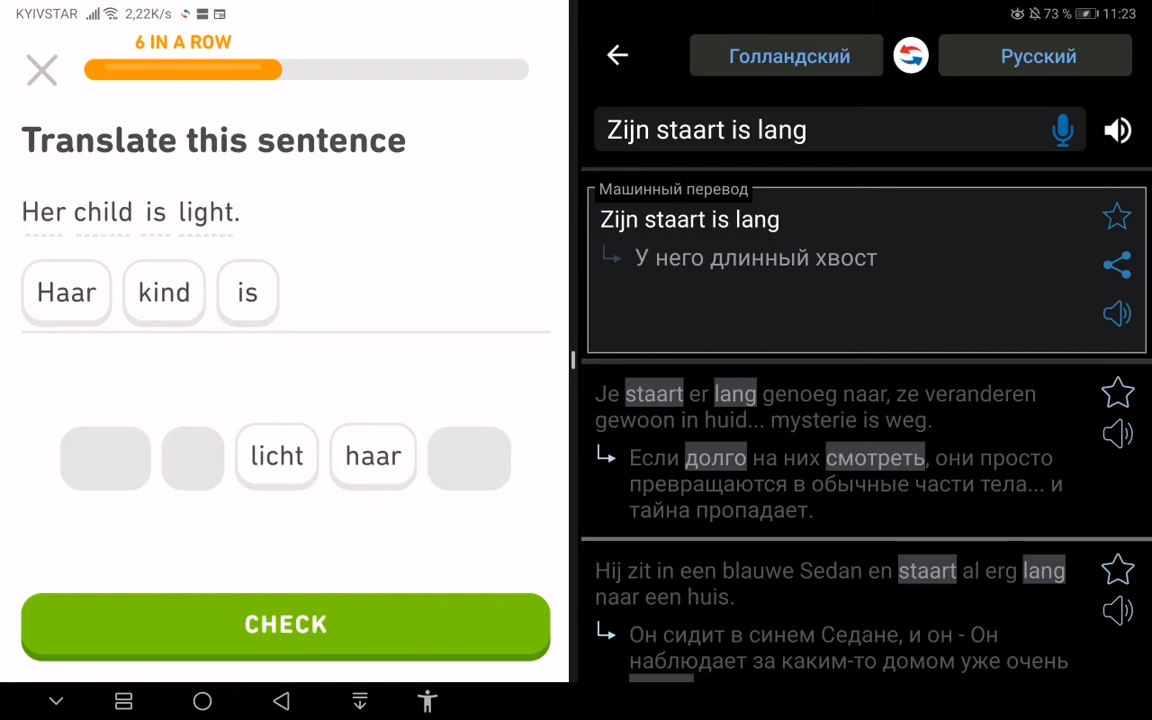 KYIVSTAR 2,22K/s
6 IN A ROW
Translate this sentence
Her child is light.
Haar kind is
licht haar
CHECK
73 % 11:23
Голландский Русский
Zijn staart is lang
Машинный перевод
Zijn staart is lang
У него длинный хвост
Je staart er lang genoeg naar, ze veranderen
gewoon in huid... mysterie is weg.
Если долго на них смотреть, они просто
превращаются в обычные части тела... и
тайна пропадает.
Hij zit in een blauwe Sedan en staart al erg lang
naar een huis.
Он сидит в синем Седане, и он - Он
наблюдает за каким-то домом уже очень